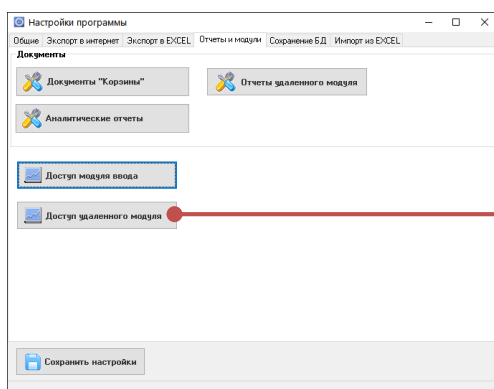 Настройки программы
Общие Экспорт в интернет Экспорт в EXCEL Отчеты и модули Сохранение БД Импорт из EXCEL
Документы
Документы "Корзины" Отчеты удаленного модуля
Аналитические отчеты
Доступ модуля ввода
Доступ удаленного модуля
Сохранить настройки